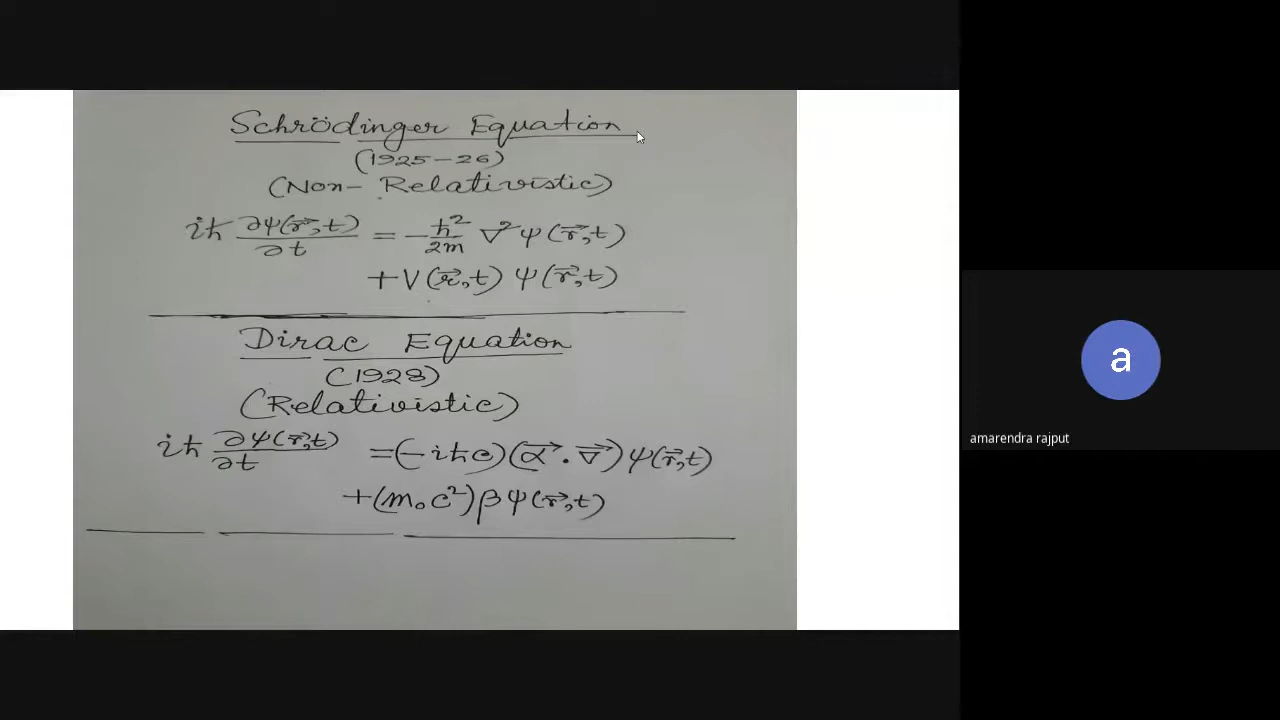 Schrödinger Equation
(1925-26)
(Non-Relativistic)
iħ ∂ψ(r⃗,t)/∂t = -ħ²/2m ∇²ψ(r⃗,t)
+V(r⃗,t) ψ(r⃗,t)
Dirac Equation
(1928)
(Relativistic)
iħ ∂ψ(r⃗,t)/∂t =(-iħc)(α⃗.∇⃗)ψ(r⃗,t)
+(m₀c²)βψ(r⃗,t)
a
amarendra rajput